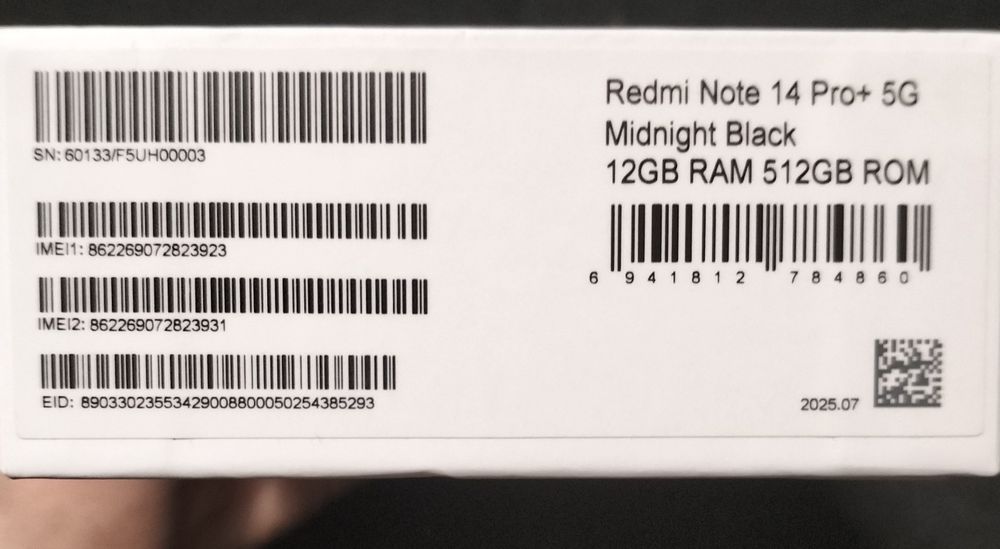 SN: 60133/F5UH00003
IMEI1: 862269072823923
IMEI2: 862269072823931
EID: 89033023553429008800050254385293
Redmi Note 14 Pro+ 5G
Midnight Black
12GB RAM 512GB ROM
6 941812 784860
2025.07